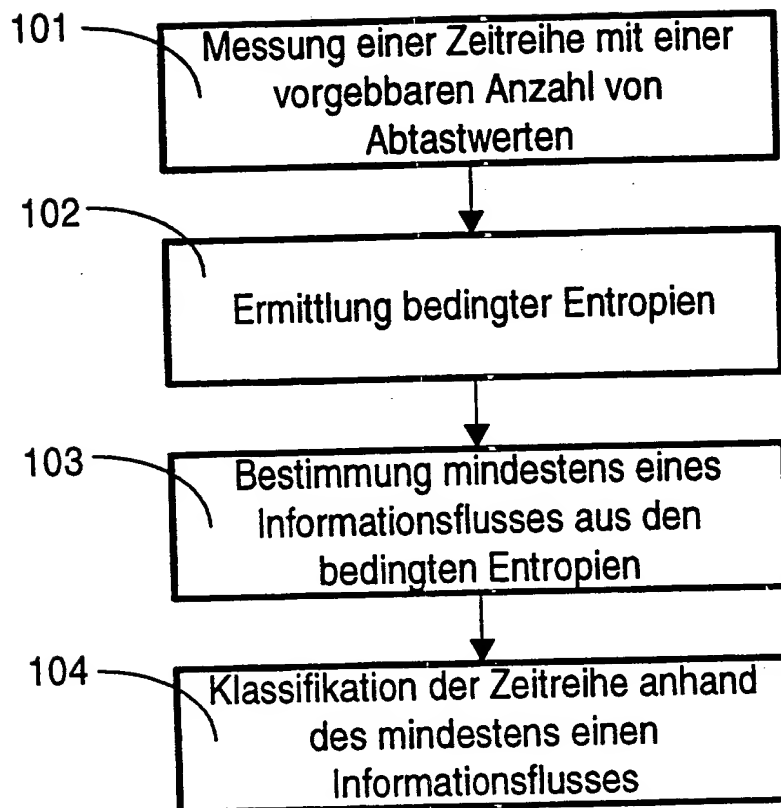 101
Messung einer Zeitreihe mit einer
vorgebbaren Anzahl von
Abtastwerten
102
Ermittlung bedingter Entropien
103
Bestimmung mindestens eines
Informationsflusses aus den
bedingten Entropien
104
Klassifikation der Zeitreihe anhand
des mindestens einen
Informationsflusses